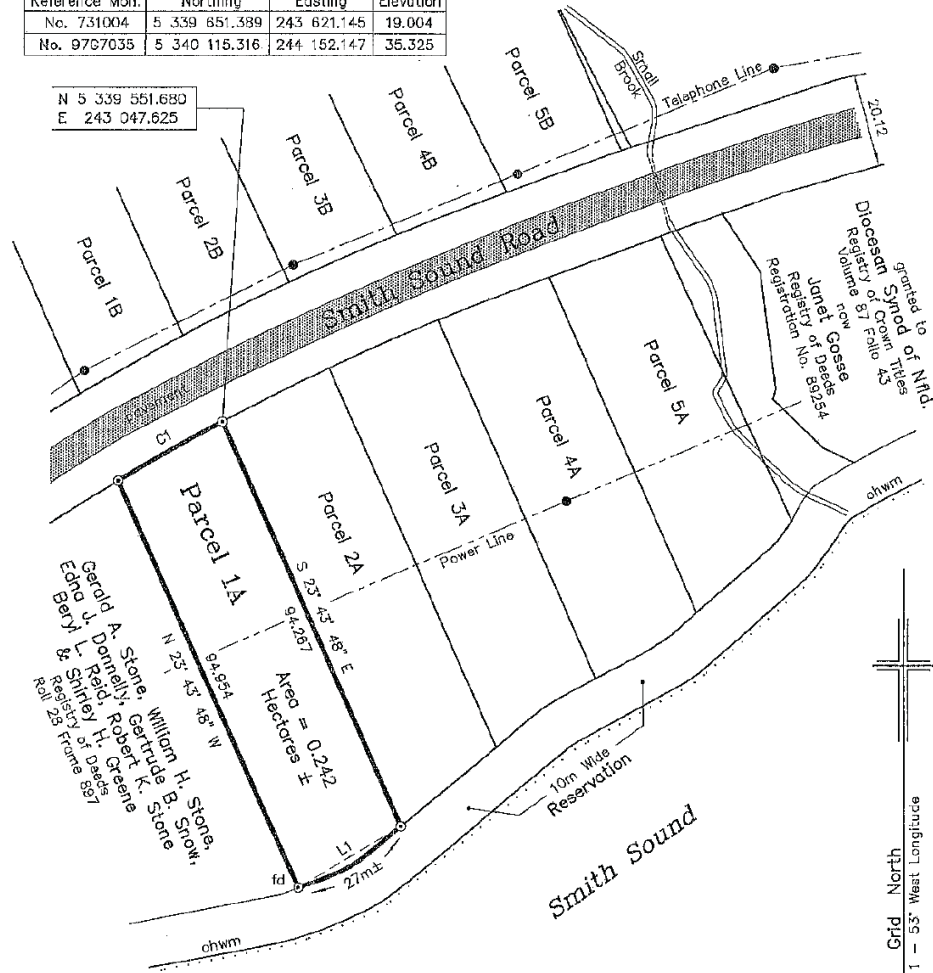 Reference Mon. Northing Easting Elevation
No. 731004 5 339 651.389 243 621.145 19.004
No. 97G7035 5 340 115.316 244 152.147 35.325
N 5 339 551.680
E 243 047.625
Parcel 1B
Parcel 2B
Parcel 3B
Parcel 4B
Parcel 5B
Small
Brook
Telephone Line
20.12
Smith Sound Road
pavement
C1
granted to
Diocesan Synod of Nfld.
Registry of Crown Titles
Volume 87 Folio 43
now
Janet Gosse
Registry of Deeds
Registration No. 89254
Parcel 1A
Parcel 2A
Parcel 3A
Parcel 4A
Parcel 5A
Power Line
ohwm
S 23° 43' 48" E
94.267
N 23° 43' 48" W
94.954
Area = 0.242
Hectares ±
Gerald A. Stone, William H. Stone,
Edna J. Donnelly, Gertrude B. Snow,
Beryl L. Reid, Robert K. Stone
& Shirley H. Greene
Registry of Deeds
Roll 28 Frame 897
10m Wide
Reservation
L1
27m±
fd
ohwm
Smith Sound
Grid North
1 - 53° West Longitude